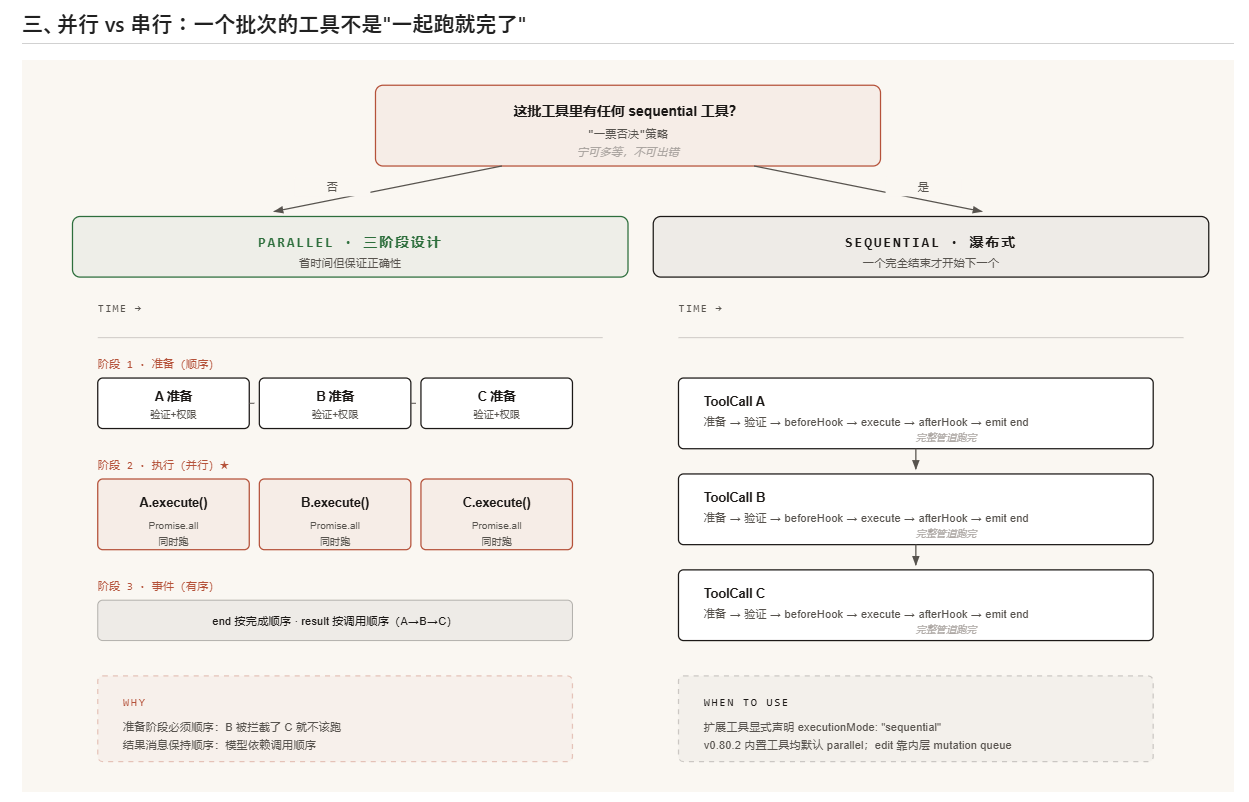 三、并行 vs 串行：一个批次的工具不是"一起跑就完了"
这批工具里有任何 sequential 工具?
"一票否决"策略
宁可多等，不可出错
否
是
PARALLEL · 三阶段设计
省时间但保证正确性
TIME →
阶段 1 · 准备 (顺序)
A 准备
验证+权限
B 准备
验证+权限
C 准备
验证+权限
阶段 2 · 执行 (并行) ★
A.execute()
Promise.all
同时跑
B.execute()
Promise.all
同时跑
C.execute()
Promise.all
同时跑
阶段 3 · 事件 (有序)
end 按完成顺序 · result 按调用顺序（A→B→C）
WHY
准备阶段必须顺序：B 被拦截了 C 就不该跑
结果消息保持顺序：模型依赖调用顺序
SEQUENTIAL · 瀑布式
一个完全结束才开始下一个
TIME →
ToolCall A
准备 → 验证 → beforeHook → execute → afterHook → emit end
完整管道跑完
ToolCall B
准备 → 验证 → beforeHook → execute → afterHook → emit end
完整管道跑完
ToolCall C
准备 → 验证 → beforeHook → execute → afterHook → emit end
完整管道跑完
WHEN TO USE
扩展工具显式声明 executionMode: "sequential"
v0.80.2 内置工具均默认 parallel；edit 靠内层 mutation queue